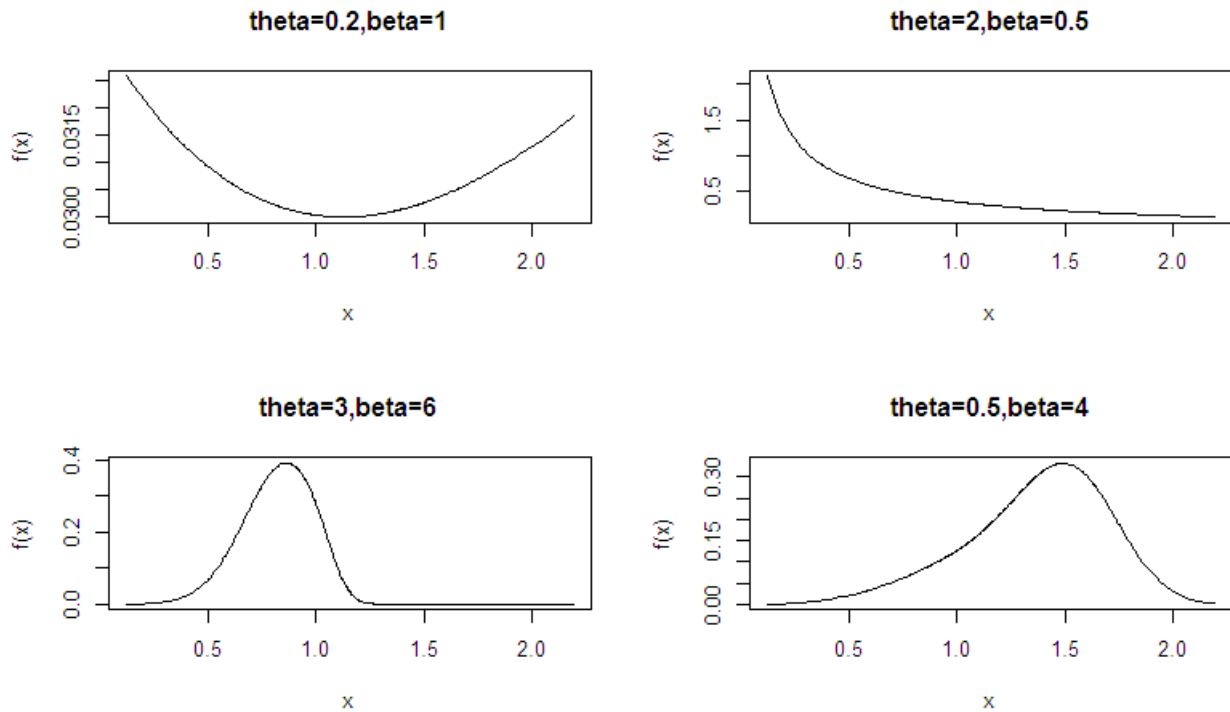 theta=0.2,beta=1
f(x)
0.0315
0.0300
0.5 1.0 1.5 2.0
x
theta=2,beta=0.5
f(x)
1.5
0.5
0.5 1.0 1.5 2.0
x
theta=3,beta=6
f(x)
0.4
0.2
0.0
0.5 1.0 1.5 2.0
x
theta=0.5,beta=4
f(x)
0.30
0.15
0.00
0.5 1.0 1.5 2.0
x